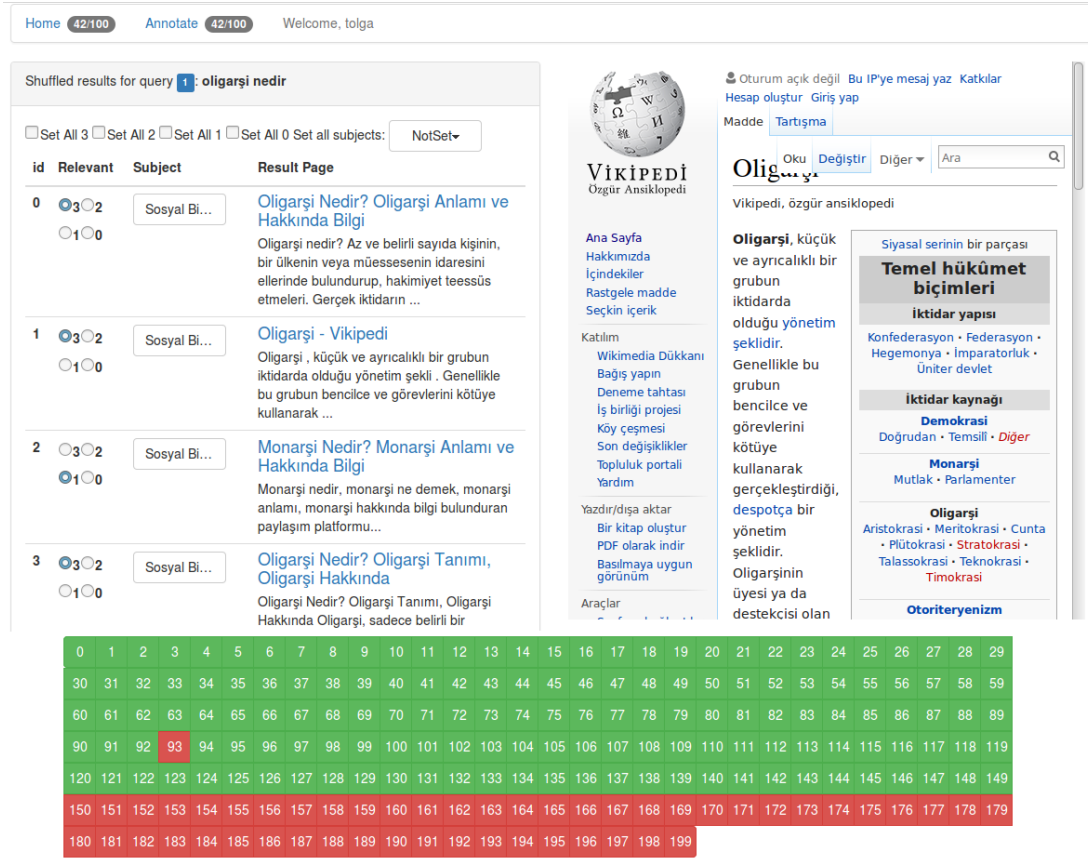 Home 42/100 Annotate 42/100 Welcome, tolga
Shuffled results for query 1: oligarşi nedir
Set All 3 Set All 2 Set All 1 Set All 0 Set all subjects: NotSet
id Relevant Subject Result Page
0 3 2 Sosyal Bi... Oligarşi Nedir? Oligarşi Anlamı ve
1 0 Hakkında Bilgi
Oligarşi nedir? Az ve belirli sayıda kişinin,
bir ülkenin veya müessesenin idaresini
ellerinde bulundurup, hakimiyet teessüs
etmeleri. Gerçek iktidarın ...
1 3 2 Sosyal Bi... Oligarşi - Vikipedi
1 0 Oligarşi , küçük ve ayrıcalıklı bir grubun
iktidarda olduğu yönetim şekli . Genellikle
bu grubun bencilce ve görevlerini kötüye
kullanarak ...
2 3 2 Sosyal Bi... Monarşi Nedir? Monarşi Anlamı ve
1 0 Hakkında Bilgi
Monarşi nedir, monarşi ne demek, monarşi
anlamı, monarşi hakkında bilgi bulunduran
paylaşım platformu...
3 3 2 Sosyal Bi... Oligarşi Nedir? Oligarşi Tanımı,
1 0 Oligarşi Hakkında
Oligarşi Nedir? Oligarşi Tanımı, Oligarşi
Hakkında Oligarşi, sadece belirli bir
VİKİPEDİ
Özgür Ansiklopedi
Ana Sayfa
Hakkımızda
İçindekiler
Rastgele madde
Seçkin içerik
Katılım
Wikimedia Dükkanı
Bağış yapın
Deneme tahtası
İş birliği projesi
Köy çeşmesi
Son değişiklikler
Topluluk portali
Yardım
Yazdır/dışa aktar
Bir kitap oluştur
PDF olarak indir
Basılmaya uygun
görünüm
Araçlar
Oturum açık değil Bu IP'ye mesaj yaz Katkılar
Hesap oluştur Giriş yap
Madde Tartışma
Oku Değiştir Diğer Ara
Oligarşi
Vikipedi, özgür ansiklopedi
Oligarşi, küçük
ve ayrıcalıklı bir
grubun
iktidarda
olduğu yönetim
şeklidir.
Genellikle bu
grubun
bencilce ve
görevlerini
kötüye
kullanarak
gerçekleştirdiği,
despotça bir
yönetim
şeklidir.
Oligarşinin
üyesi ya da
destekçisi olan
Siyasal serinin bir parçası
Temel hükûmet
biçimleri
İktidar yapısı
Konfederasyon • Federasyon •
Hegemonya • İmparatorluk •
Üniter devlet
İktidar kaynağı
Demokrasi
Doğrudan • Temsilî • Diğer
Monarşi
Mutlak • Parlamenter
Oligarşi
Aristokrasi • Meritokrasi • Cunta
• Plütokrasi • Stratokrasi •
Talassokrasi • Teknokrasi •
Timokrasi
Otoriteryenizm
0 1 2 3 4 5 6 7 8 9 10 11 12 13 14 15 16 17 18 19 20 21 22 23 24 25 26 27 28 29
30 31 32 33 34 35 36 37 38 39 40 41 42 43 44 45 46 47 48 49 50 51 52 53 54 55 56 57 58 59
60 61 62 63 64 65 66 67 68 69 70 71 72 73 74 75 76 77 78 79 80 81 82 83 84 85 86 87 88 89
90 91 92 93 94 95 96 97 98 99 100 101 102 103 104 105 106 107 108 109 110 111 112 113 114 115 116 117 118 119
120 121 122 123 124 125 126 127 128 129 130 131 132 133 134 135 136 137 138 139 140 141 142 143 144 145 146 147 148 149
150 151 152 153 154 155 156 157 158 159 160 161 162 163 164 165 166 167 168 169 170 171 172 173 174 175 176 177 178 179
180 181 182 183 184 185 186 187 188 189 190 191 192 193 194 195 196 197 198 199